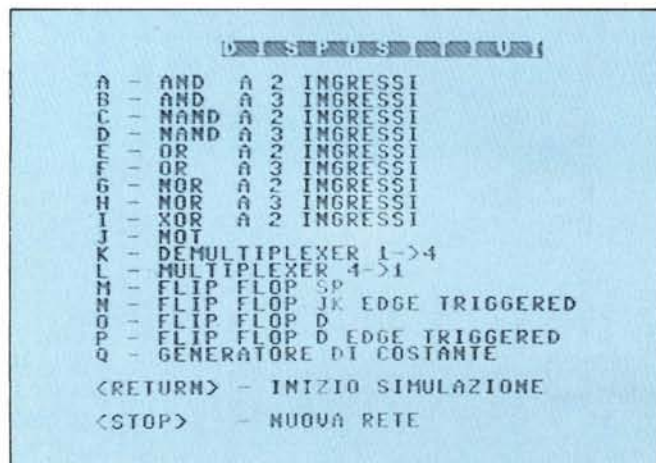 D I S P O S I T I V I
A - AND A 2 INGRESSI
B - AND A 3 INGRESSI
C - NAND A 2 INGRESSI
D - NAND A 3 INGRESSI
E - OR A 2 INGRESSI
F - OR A 3 INGRESSI
G - NOR A 2 INGRESSI
H - NOR A 3 INGRESSI
I - XOR A 2 INGRESSI
J - NOT
K - DEMULTIPLEXER 1->4
L - MULTIPLEXER 4->1
M - FLIP FLOP SR
N - FLIP FLOP JK EDGE TRIGGERED
O - FLIP FLOP D
P - FLIP FLOP D EDGE TRIGGERED
Q - GENERATORE DI COSTANTE
<RETURN> - INIZIO SIMULAZIONE
<STOP> - NUOVA RETE